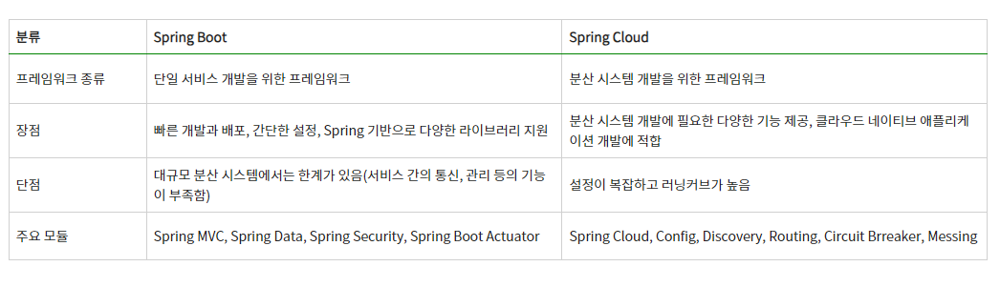 분류 Spring Boot Spring Cloud
프레임워크 종류 단일 서비스 개발을 위한 프레임워크 분산 시스템 개발을 위한 프레임워크
장점 빠른 개발과 배포, 간단한 설정, Spring 기반으로 다양한 라이브러리 지원 분산 시스템 개발에 필요한 다양한 기능 제공, 클라우드 네이티브 애플리케
이션 개발에 적합
단점 대규모 분산 시스템에서는 한계가 있음(서비스 간의 통신, 관리 등의 기능
이 부족함) 설정이 복잡하고 러닝커브가 높음
주요 모듈 Spring MVC, Spring Data, Spring Security, Spring Boot Actuator Spring Cloud, Config, Discovery, Routing, Circuit Brreaker, Messing